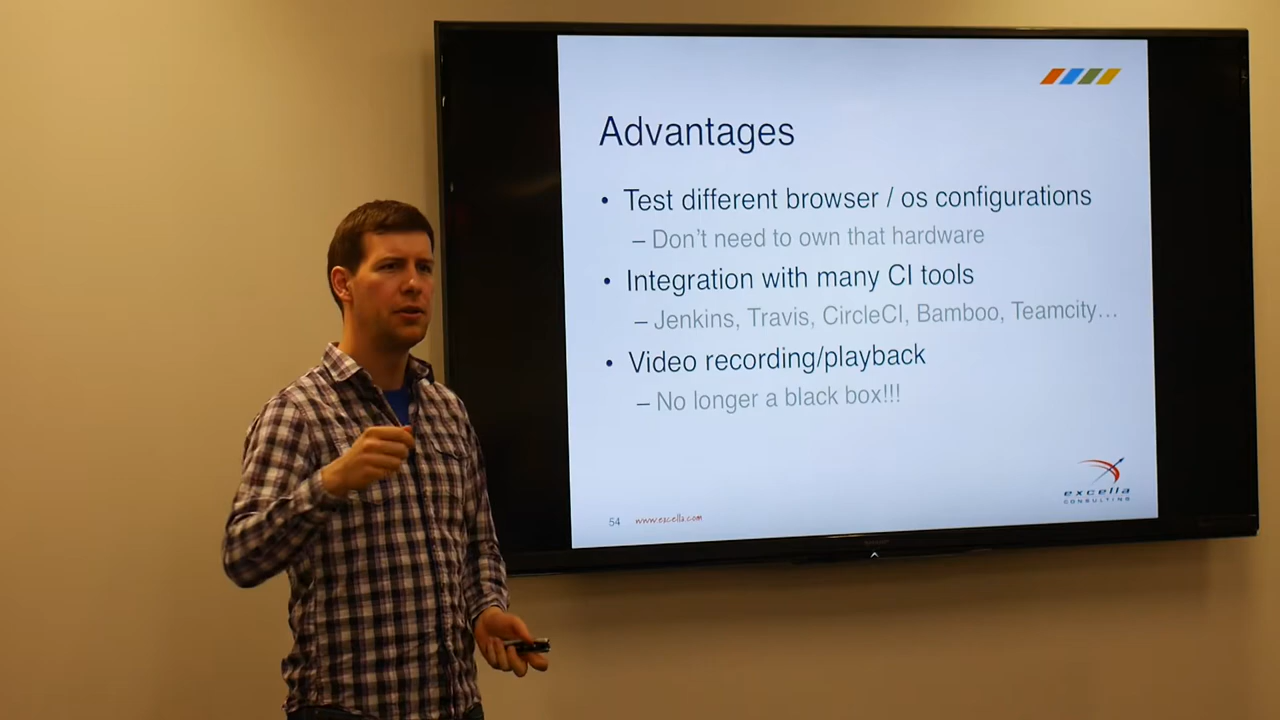 Advantages
• Test different browser / os configurations
– Don't need to own that hardware
• Integration with many CI tools
– Jenkins, Travis, CircleCI, Bamboo, Teamcity...
• Video recording/playback
– No longer a black box!!!
excella
CONSULTING
54 www.excella.com